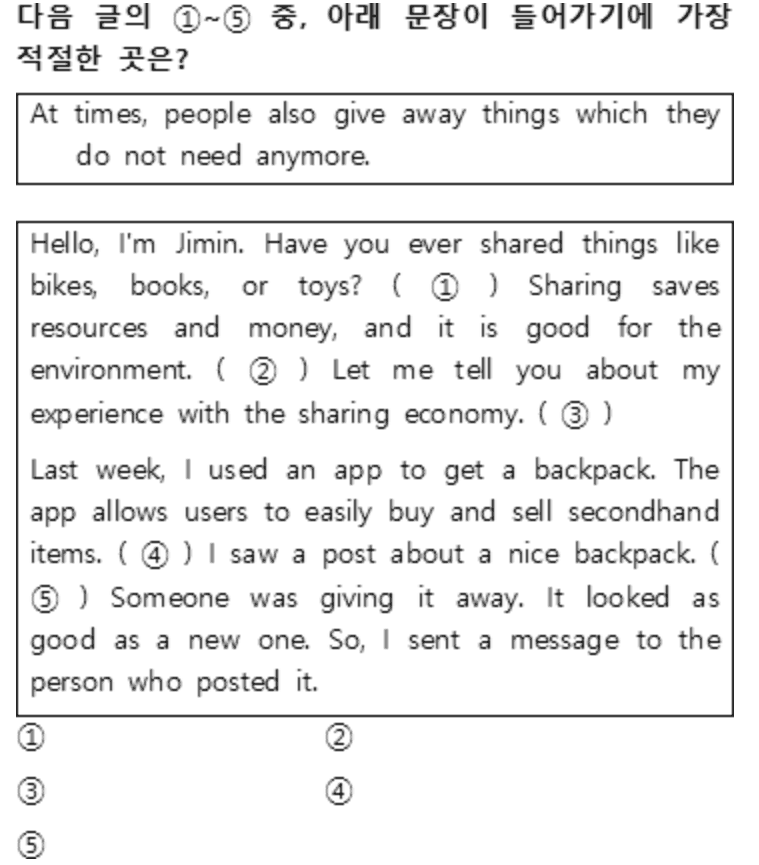 다음 글의 ①~⑤ 중, 아래 문장이 들어가기에 가장
적절한 곳은?
At times, people also give away things which they
do not need anymore.
Hello, I'm Jimin. Have you ever shared things like
bikes, books, or toys? ( ① ) Sharing saves
resources and money, and it is good for the
environment. ( ② ) Let me tell you about my
experience with the sharing economy. ( ③ )
Last week, I used an app to get a backpack. The
app allows users to easily buy and sell secondhand
items. ( ④ ) I saw a post about a nice backpack. (
⑤ ) Someone was giving it away. It looked as
good as a new one. So, I sent a message to the
person who posted it.
① ②
③ ④
⑤